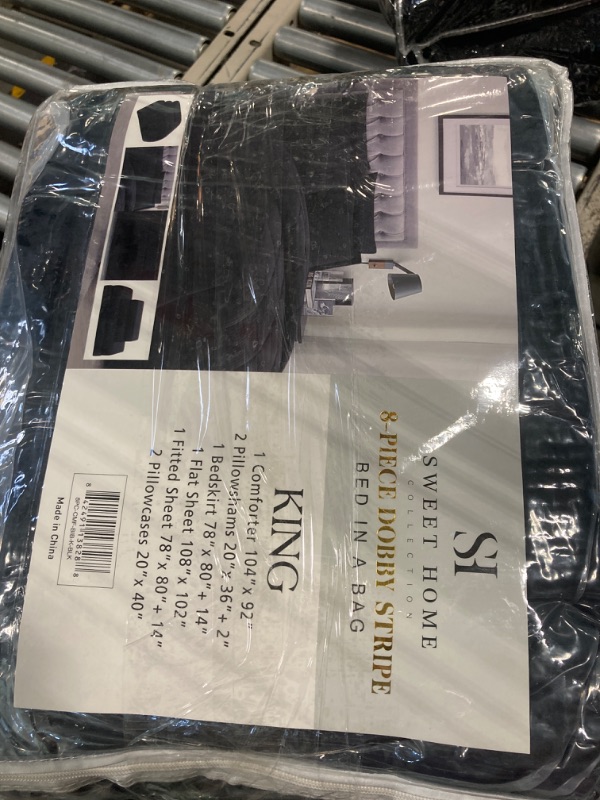 SH
SWEET HOME
COLLECTION
8-PIECE DOBBY STRIPE
BED IN A BAG
KING
1 Comforter 104" x 92"
2 Pillowshams 20" x 36" + 2"
1 Bedskirt 78" x 80" + 14"
1 Flat Sheet 108" x 102"
1 Fitted Sheet 78" x 80" + 14"
2 Pillowcases 20" x 40"
Made in China